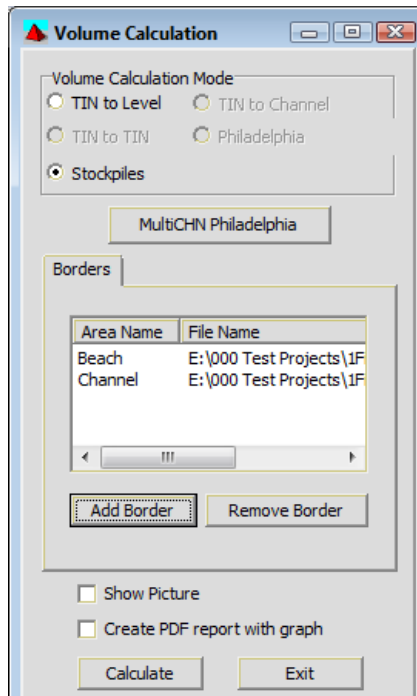 Volume Calculation
Volume Calculation Mode
TIN to Level TIN to Channel
TIN to TIN Philadelphia
Stockpiles
MultiCHN Philadelphia
Borders
Area Name File Name
Beach E:\000 Test Projects\1Fi
Channel E:\000 Test Projects\1Fi
Add Border Remove Border
Show Picture
Create PDF report with graph
Calculate Exit